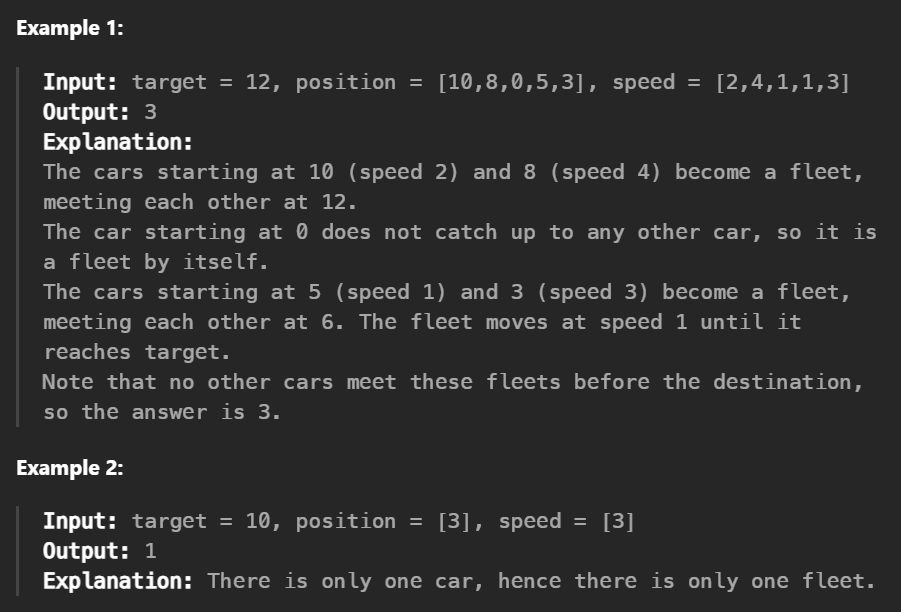 Example 1:
Input: target = 12, position = [10,8,0,5,3], speed = [2,4,1,1,3]
Output: 3
Explanation:
The cars starting at 10 (speed 2) and 8 (speed 4) become a fleet,
meeting each other at 12.
The car starting at 0 does not catch up to any other car, so it is
a fleet by itself.
The cars starting at 5 (speed 1) and 3 (speed 3) become a fleet,
meeting each other at 6. The fleet moves at speed 1 until it
reaches target.
Note that no other cars meet these fleets before the destination,
so the answer is 3.
Example 2:
Input: target = 10, position = [3], speed = [3]
Output: 1
Explanation: There is only one car, hence there is only one fleet.